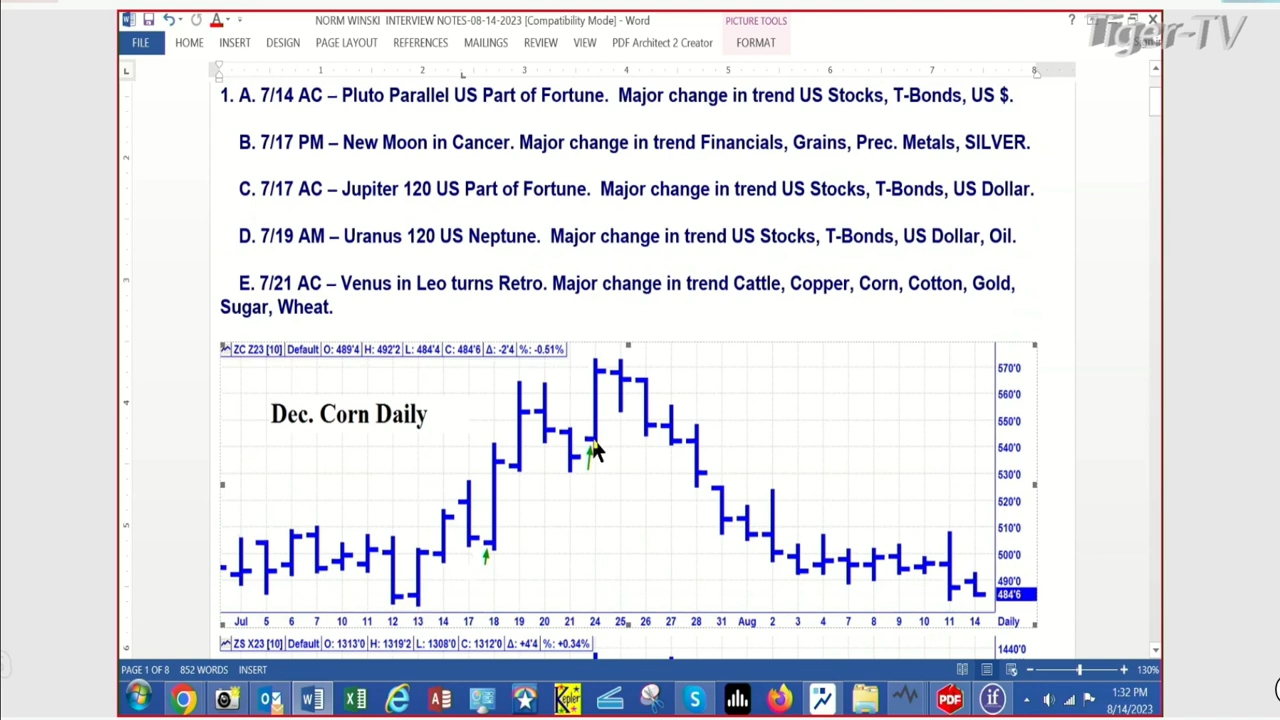 NORM WINSKI INTERVIEW NOTES-08-14-2023 [Compatibility Mode] - Word
PICTURE TOOLS
Tiger-TV
FILE HOME INSERT DESIGN PAGE LAYOUT REFERENCES MAILINGS REVIEW VIEW PDF Architect 2 Creator FORMAT
1 2 3 4 5 6 7 8
1. A. 7/14 AC – Pluto Parallel US Part of Fortune. Major change in trend US Stocks, T-Bonds, US $.
B. 7/17 PM – New Moon in Cancer. Major change in trend Financials, Grains, Prec. Metals, SILVER.
C. 7/17 AC – Jupiter 120 US Part of Fortune. Major change in trend US Stocks, T-Bonds, US Dollar.
D. 7/19 AM – Uranus 120 US Neptune. Major change in trend US Stocks, T-Bonds, US Dollar, Oil.
E. 7/21 AC – Venus in Leo turns Retro. Major change in trend Cattle, Copper, Corn, Cotton, Gold,
Sugar, Wheat.
ZC Z23 [10] Default O: 489'4 H: 492'2 L: 484'4 C: 484'6 Δ: -2'4 %: -0.51%
Dec. Corn Daily
570'0
560'0
550'0
540'0
530'0
520'0
510'0
500'0
490'0
484'6
Jul 5 6 7 10 11 12 13 14 17 18 19 20 21 24 25 26 27 28 31 Aug 2 3 4 7 8 9 10 11 14 Daily
ZS X23 [10] Default O: 1313'0 H: 1319'2 L: 1308'0 C: 1312'0 Δ: +4'4 %: +0.34%
1440'0
PAGE 1 OF 8 852 WORDS INSERT 130%
Kepler
PDF
if
1:32 PM
8/14/2023